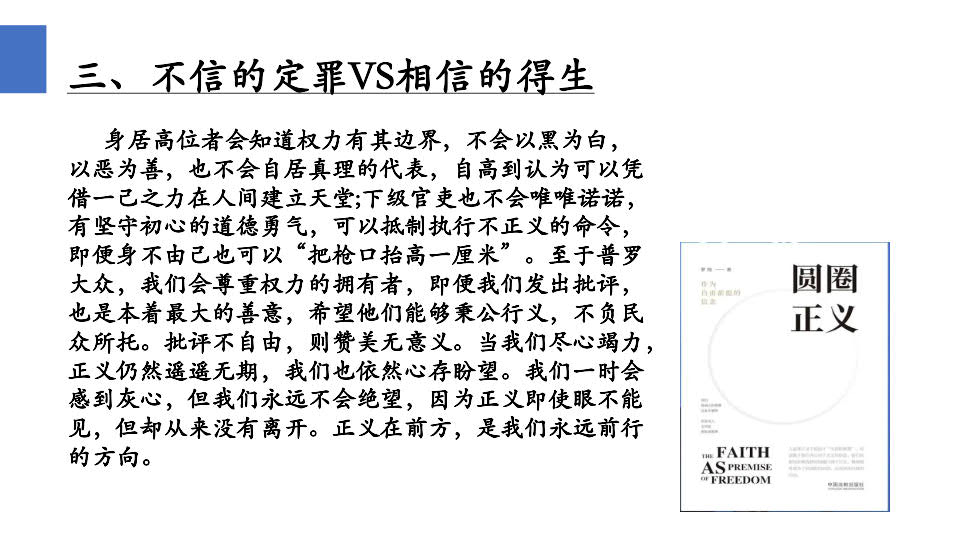 三、不信的定罪VS相信的得生
身居高位者会知道权力有其边界，不会以黑为白，
以恶为善，也不会自居真理的代表，自高到认为可以凭
借一己之力在人间建立天堂;下级官吏也不会唯唯诺诺，
有坚守初心的道德勇气，可以抵制执行不正义的命令，
即便身不由己也可以“把枪口抬高一厘米”。至于普罗
大众，我们会尊重权力的拥有者，即便我们发出批评，
也是本着最大的善意，希望他们能够秉公行义，不负民
众所托。批评不自由，则赞美无意义。当我们尽心竭力，
正义仍然遥遥无期，我们也依然心存盼望。我们一时会
感到灰心，但我们永远不会绝望，因为正义即使眼不能
见，但却从来没有离开。正义在前方，是我们永远前行
的方向。
罗翔 一 著
作为
自由前提的
信念
圆圈
正义
THE FAITH
AS PREMISE
OF FREEDOM
中国法制出版社